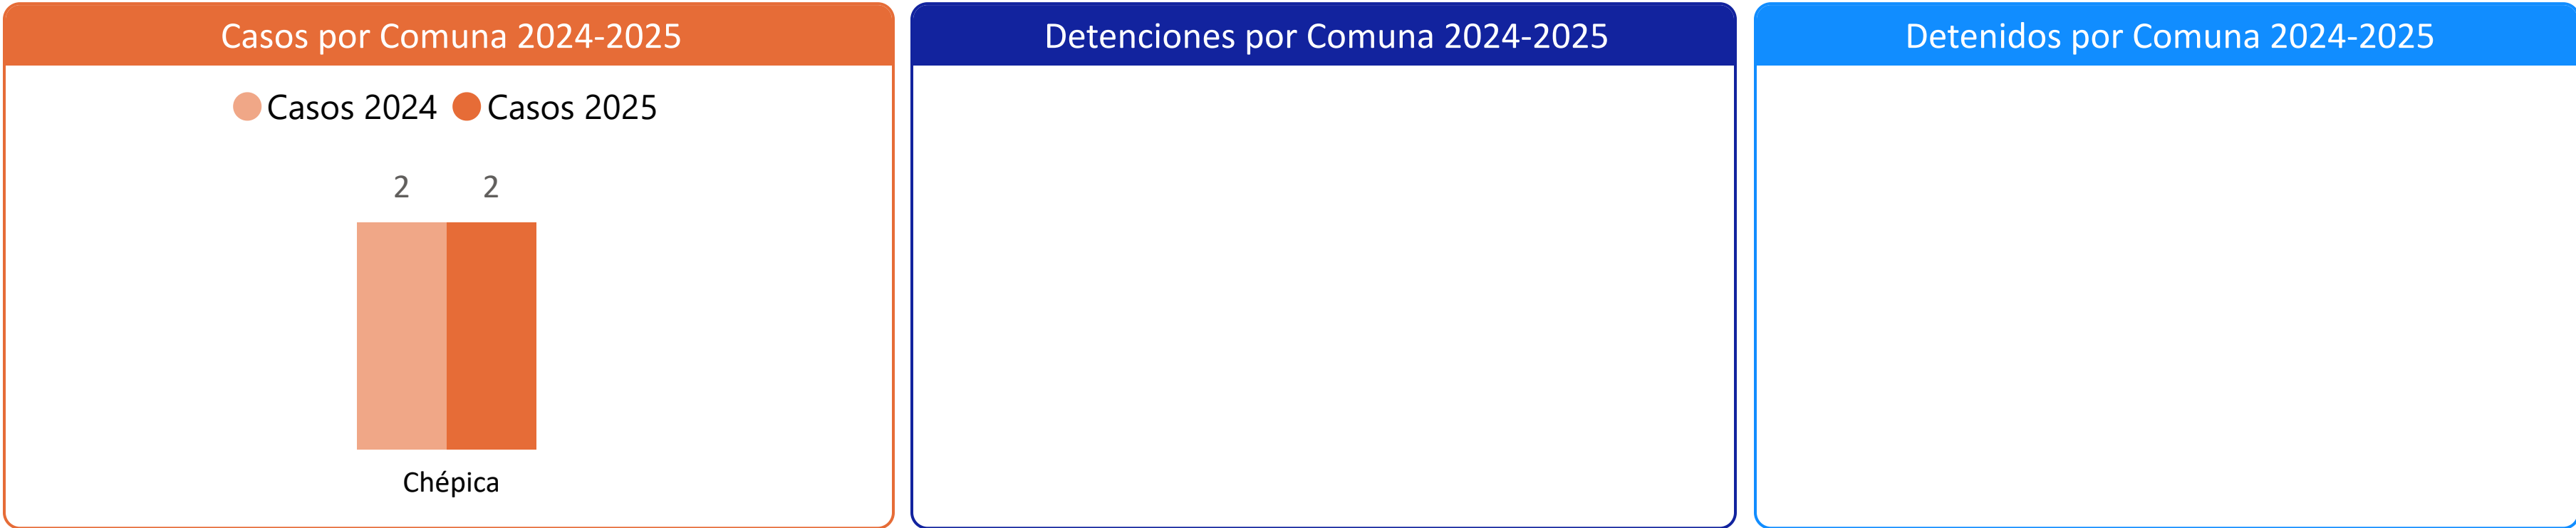 Casos por Comuna 2024-2025
Casos 2024 Casos 2025
2 2
Chépica
Detenciones por Comuna 2024-2025
Detenidos por Comuna 2024-2025